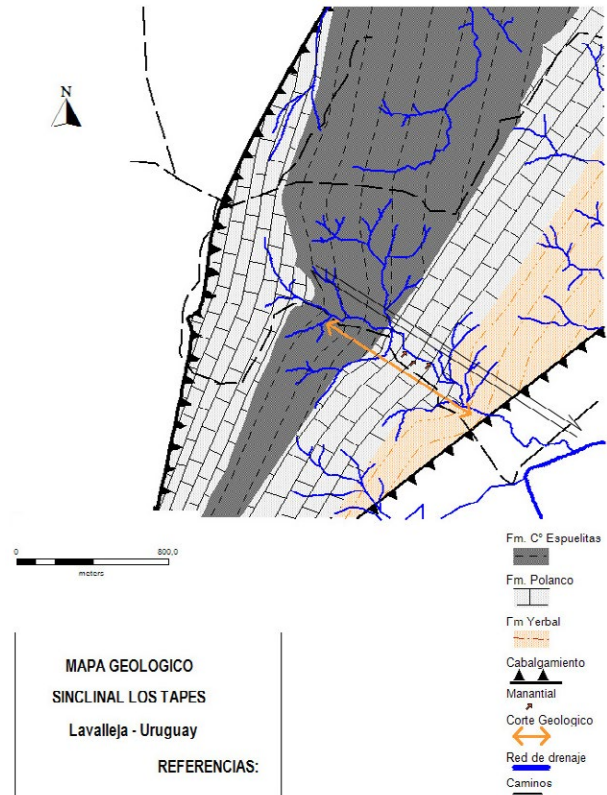 N
0 800,0
meters
MAPA GEOLOGICO
SINCLINAL LOS TAPES
Lavalleja - Uruguay
REFERENCIAS:
Fm. Cº Espuelitas
Fm. Polanco
Fm Yerbal
Cabalgamiento
Manantial
Corte Geologico
Red de drenaje
Caminos